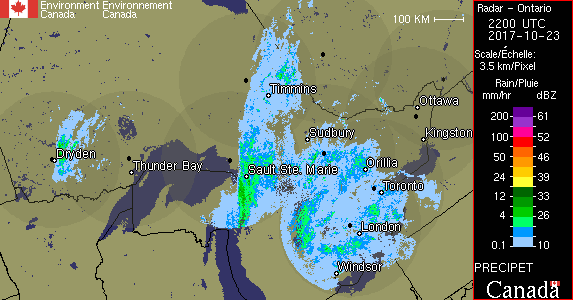 Environment Environnement
Canada Canada
100 KM
Timmins
Ottawa
Sudbury
Kingston
Dryden
Thunder Bay
Sault Ste. Marie
Orillia
Toronto
London
Windsor
Radar - Ontario
2200 UTC
2017-10-23
Scale/Échelle:
3.5 km/Pixel
Rain/Pluie
mm/hr dBZ
200 61
100 52
50 46
24 39
12 33
4 26
0.1 10
PRECIPET
Canada